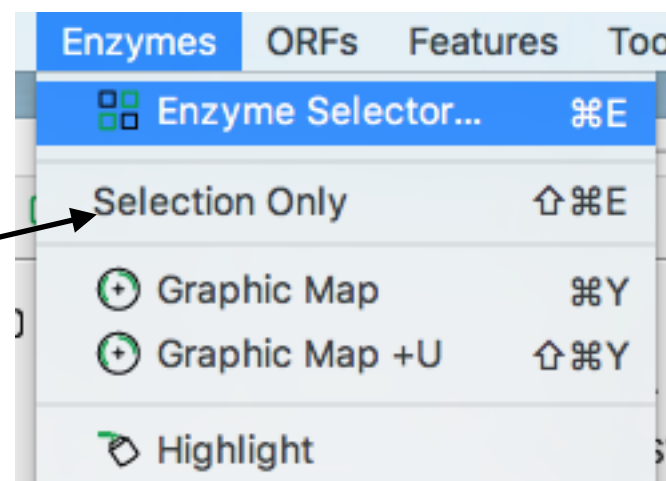 Enzymes ORFs Features
Enzyme Selector... ⌘E
Selection Only ⇧⌘E
Graphic Map ⌘Y
Graphic Map +U ⇧⌘Y
Highlight